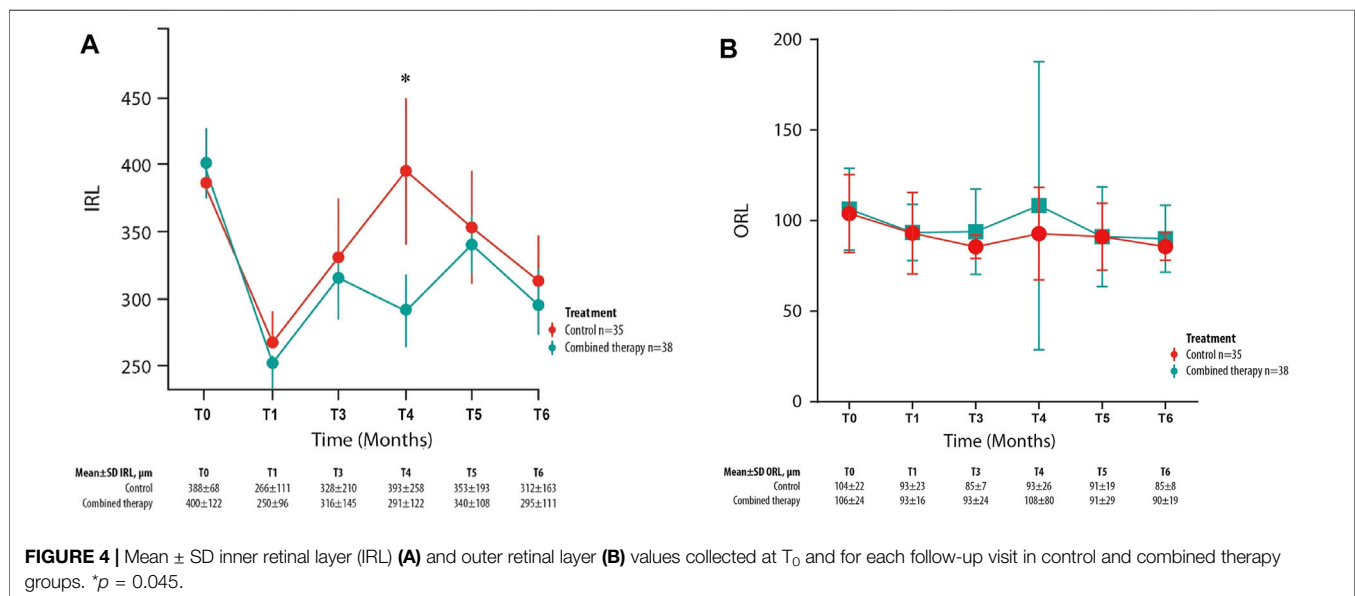 A
*
450
400
350
300
250
IRL
Treatment
Control n=35
Combined therapy n=38
T0 T1 T3 T4 T5 T6
Time (Months)
Mean±SD IRL, µm T0 T1 T3 T4 T5 T6
Control 388±68 266±111 328±210 393±258 353±193 312±163
Combined therapy 400±122 250±96 316±145 291±122 340±108 295±111
B
200
150
100
50
0
ORL
Treatment
Control n=35
Combined therapy n=38
T0 T1 T3 T4 T5 T6
Time (Months)
Mean±SD ORL, µm T0 T1 T3 T4 T5 T6
Control 104±22 93±23 85±7 93±26 91±19 85±8
Combined therapy 106±24 93±16 93±24 108±80 91±29 90±19
FIGURE 4 | Mean ± SD inner retinal layer (IRL) (A) and outer retinal layer (B) values collected at T₀ and for each follow-up visit in control and combined therapy
groups. *p = 0.045.